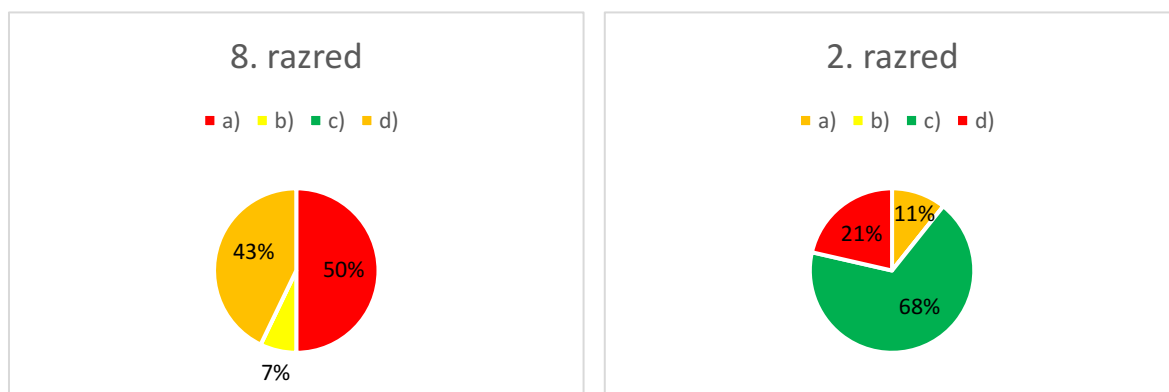 8. razred
a) b) c) d)
43%
50%
7%
2. razred
a) b) c) d)
11%
21%
68%